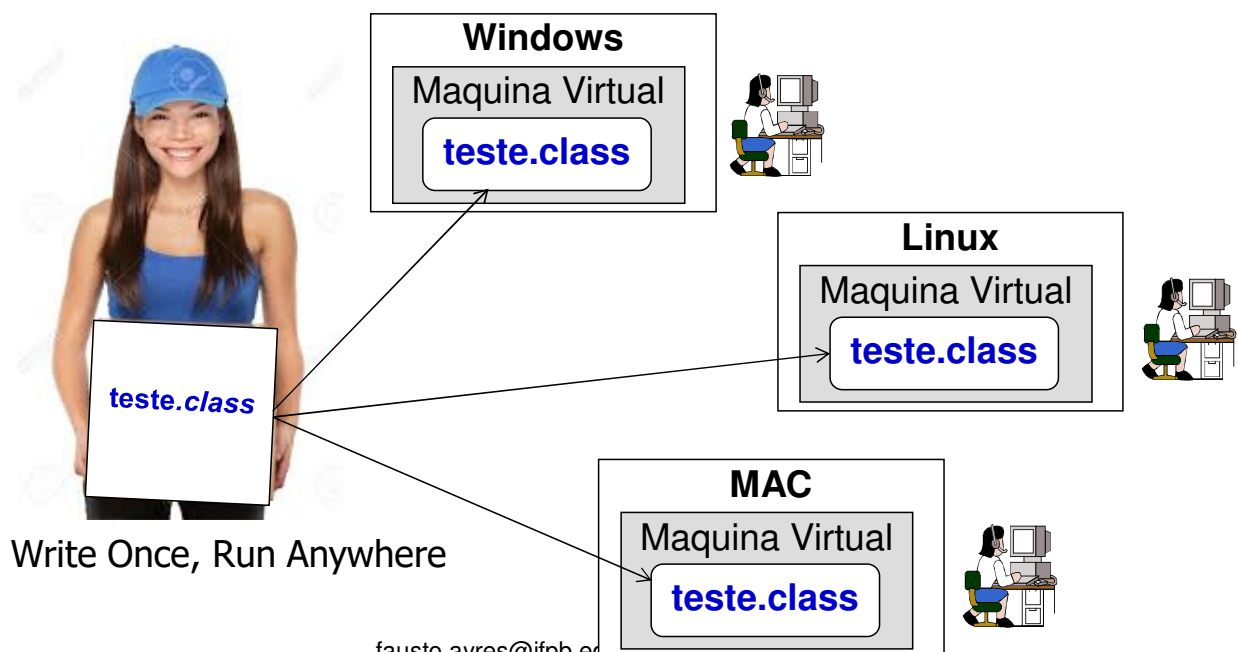 Windows
Maquina Virtual
teste.class
Linux
Maquina Virtual
teste.class
teste.class
MAC
Maquina Virtual
teste.class
Write Once, Run Anywhere